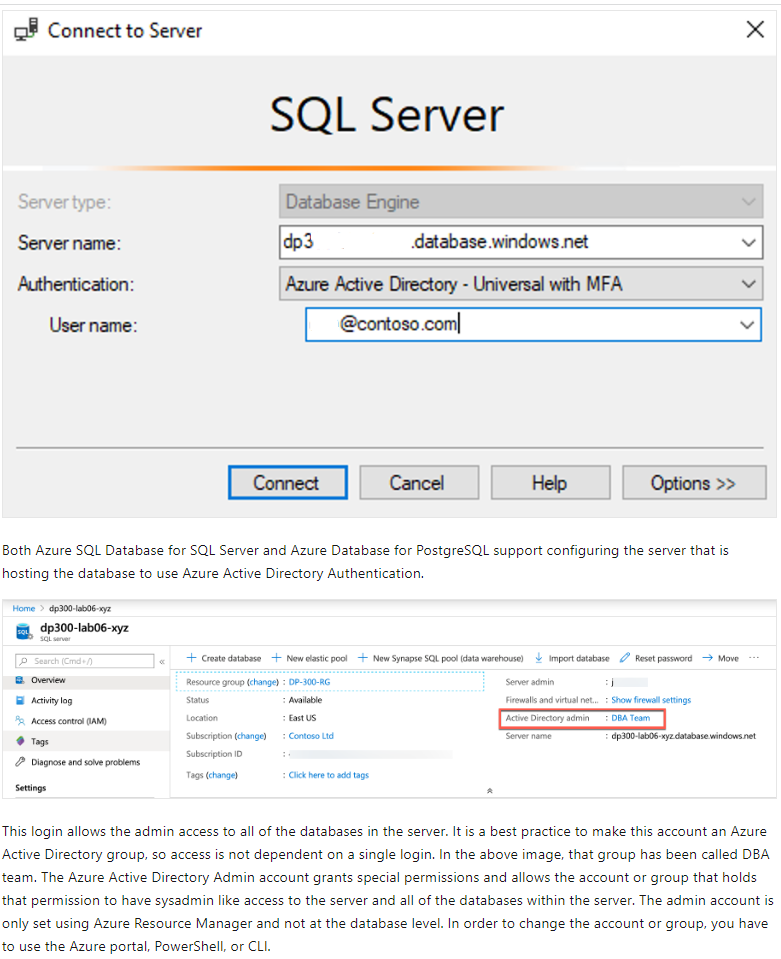 Connect to Server
SQL Server
Server type:
Database Engine
Server name:
dp3 .database.windows.net
Authentication:
Azure Active Directory - Universal with MFA
User name:
@contoso.com
Connect
Cancel
Help
Options >>
Both Azure SQL Database for SQL Server and Azure Database for PostgreSQL support configuring the server that is
hosting the database to use Azure Active Directory Authentication.
Home > dp300-lab06-xyz
SQL
dp300-lab06-xyz
SQL server
Search (Cmd+/)
«
Overview
Activity log
Access control (IAM)
Tags
Diagnose and solve problems
Settings
+ Create database + New elastic pool + New Synapse SQL pool (data warehouse) Import database Reset password → Move ···
Resource group (change) : DP-300-RG
Status : Available
Location : East US
Subscription (change) : Contoso Ltd
Subscription ID :
Tags (change) : Click here to add tags
Server admin : j
Firewalls and virtual net... : Show firewall settings
Active Directory admin : DBA Team
Server name : dp300-lab06-xyz.database.windows.net
This login allows the admin access to all of the databases in the server. It is a best practice to make this account an Azure
Active Directory group, so access is not dependent on a single login. In the above image, that group has been called DBA
team. The Azure Active Directory Admin account grants special permissions and allows the account or group that holds
that permission to have sysadmin like access to the server and all of the databases within the server. The admin account is
only set using Azure Resource Manager and not at the database level. In order to change the account or group, you have
to use the Azure portal, PowerShell, or CLI.